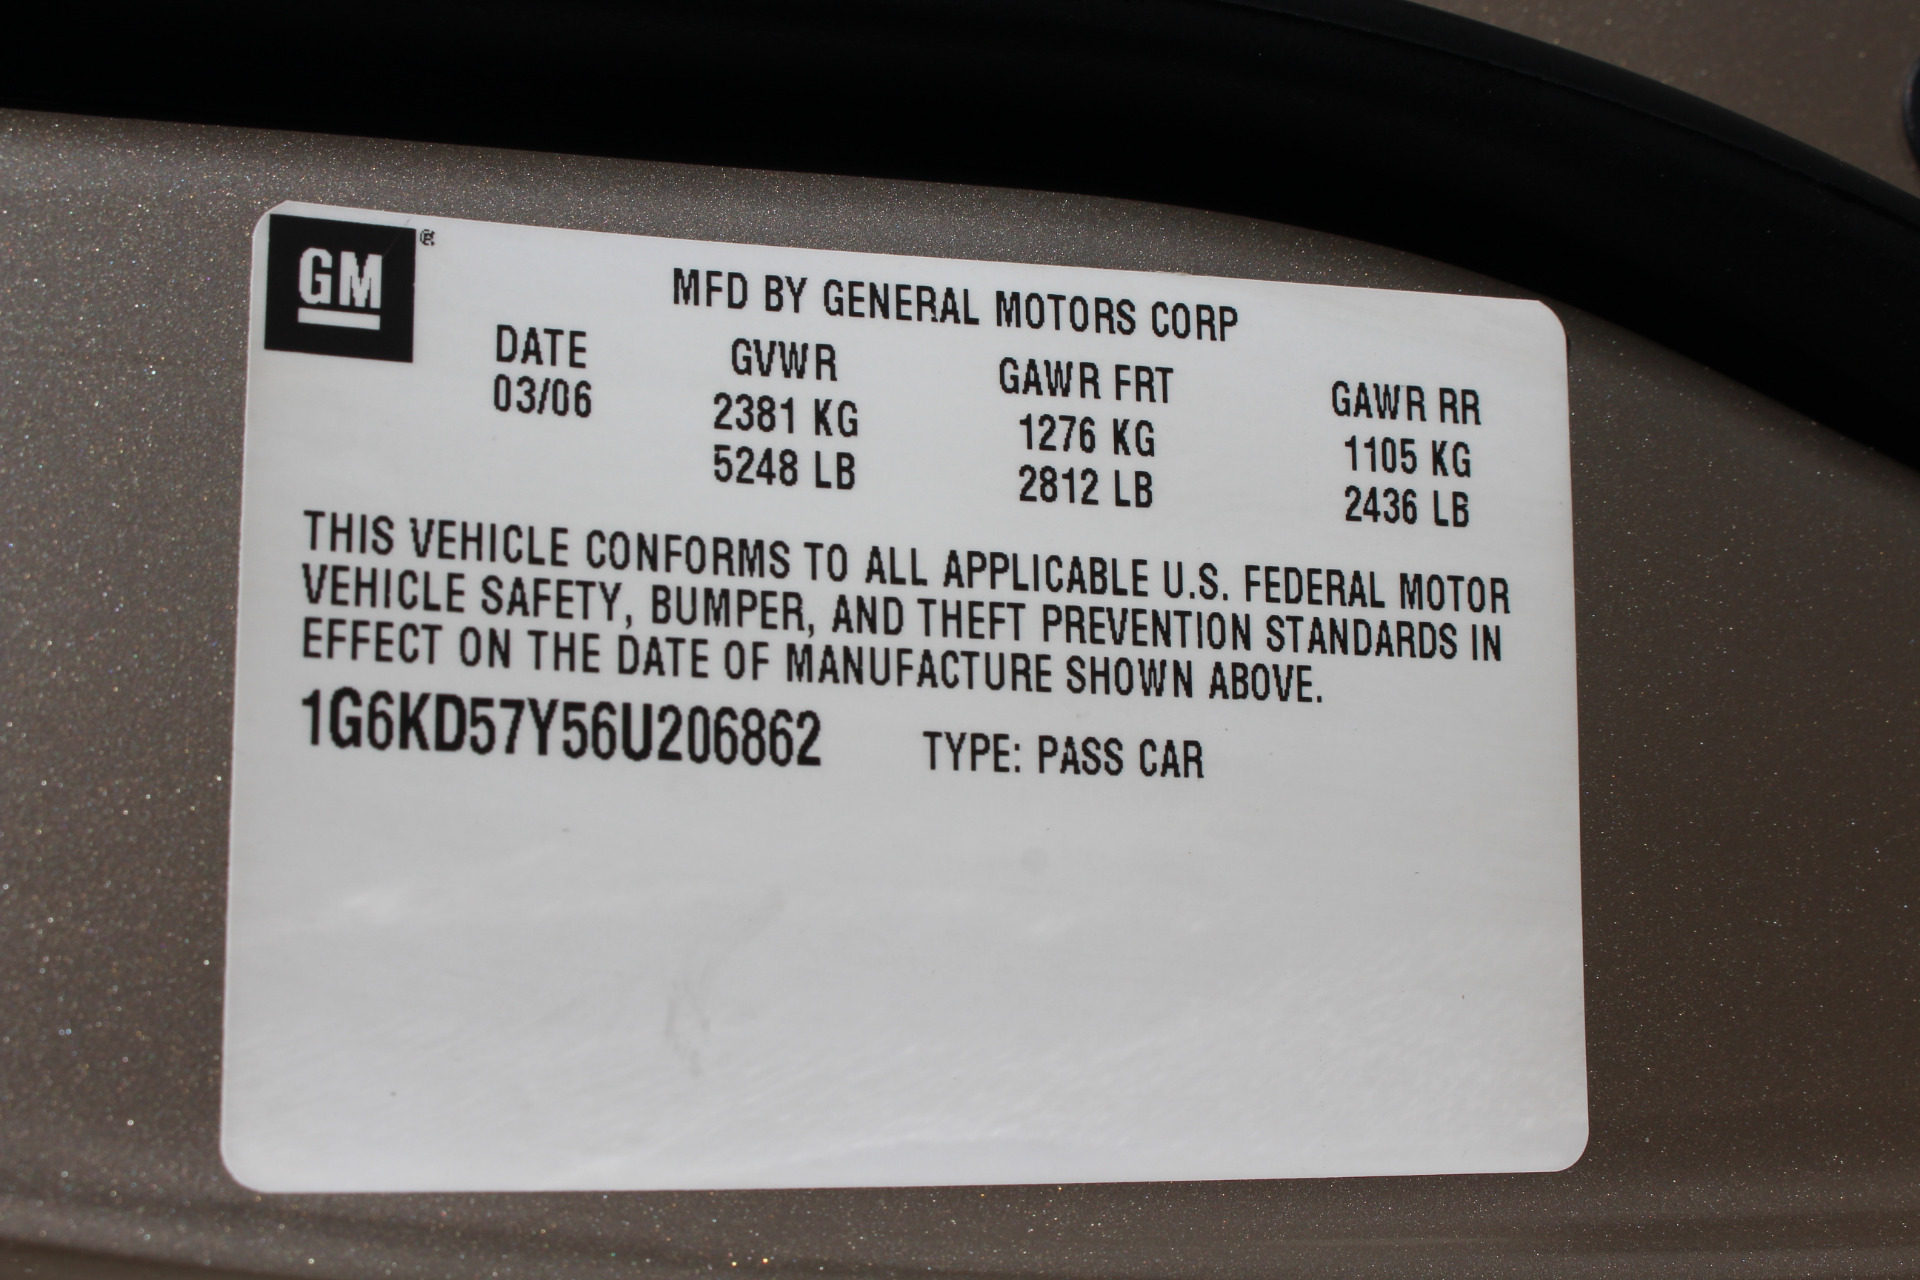 GM®
MFD BY GENERAL MOTORS CORP
DATE GVWR GAWR FRT GAWR RR
03/06 2381 KG 1276 KG 1105 KG
5248 LB 2812 LB 2436 LB
THIS VEHICLE CONFORMS TO ALL APPLICABLE U.S. FEDERAL MOTOR
VEHICLE SAFETY, BUMPER, AND THEFT PREVENTION STANDARDS IN
EFFECT ON THE DATE OF MANUFACTURE SHOWN ABOVE.
1G6KD57Y56U206862 TYPE: PASS CAR